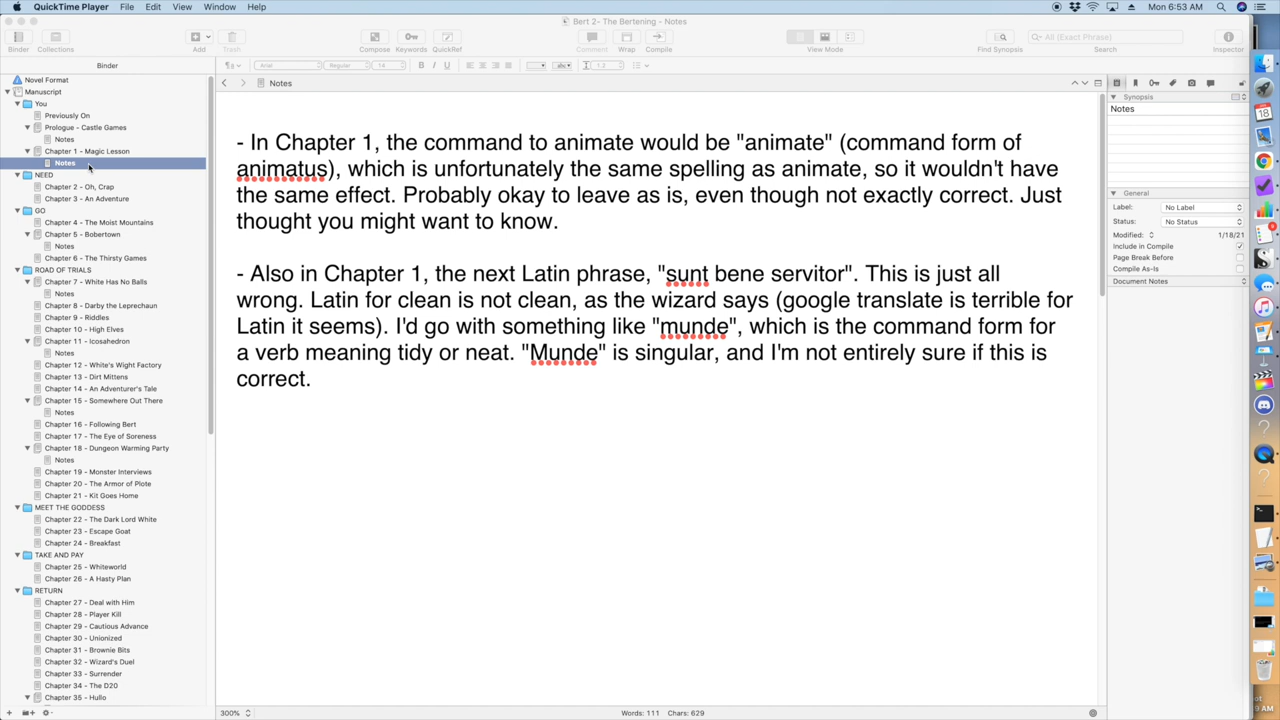 QuickTime Player File Edit View Window Help Mon 6:53 AM
Bert 2- The Bertening - Notes
Binder Collections Add Trash Compose Keywords QuickRef Comment Wrap Compile View Mode Find Synopsis All (Exact Phrase) Search Inspector
Arial Regular 14 B I U abc 1.2
Binder
Notes
Synopsis
Notes
Novel Format
Manuscript
You
Previously On
Prologue - Castle Games
Notes
Chapter 1 - Magic Lesson
Notes
NEED
Chapter 2 - Oh, Crap
Chapter 3 - An Adventure
GO
Chapter 4 - The Moist Mountains
Chapter 5 - Bobertown
Notes
Chapter 6 - The Thirsty Games
ROAD OF TRIALS
Chapter 7 - White Has No Balls
Notes
Chapter 8 - Darby the Leprechaun
Chapter 9 - Riddles
Chapter 10 - High Elves
Chapter 11 - Icosahedron
Notes
Chapter 12 - White's Wight Factory
Chapter 13 - Dirt Mittens
Chapter 14 - An Adventurer's Tale
Chapter 15 - Somewhere Out There
Notes
Chapter 16 - Following Bert
Chapter 17 - The Eye of Soreness
Chapter 18 - Dungeon Warming Party
Notes
Chapter 19 - Monster Interviews
Chapter 20 - The Armor of Plote
Chapter 21 - Kit Goes Home
MEET THE GODDESS
Chapter 22 - The Dark Lord White
Chapter 23 - Escape Goat
Chapter 24 - Breakfast
TAKE AND PAY
Chapter 25 - Whiteworld
Chapter 26 - A Hasty Plan
RETURN
Chapter 27 - Deal with Him
Chapter 28 - Player Kill
Chapter 29 - Cautious Advance
Chapter 30 - Unionized
Chapter 31 - Brownie Bits
Chapter 32 - Wizard's Duel
Chapter 33 - Surrender
Chapter 34 - The D20
Chapter 35 - Hullo
- In Chapter 1, the command to animate would be "animate" (command form of
animatus), which is unfortunately the same spelling as animate, so it wouldn't have
the same effect. Probably okay to leave as is, even though not exactly correct. Just
thought you might want to know.
- Also in Chapter 1, the next Latin phrase, "sunt bene servitor". This is just all
wrong. Latin for clean is not clean, as the wizard says (google translate is terrible for
Latin it seems). I'd go with something like "munde", which is the command form for
a verb meaning tidy or neat. "Munde" is singular, and I'm not entirely sure if this is
correct.
General
Label: No Label
Status: No Status
Modified: 1/18/21
Include in Compile
Page Break Before
Compile As-Is
Document Notes
300% Words: 111 Chars: 629